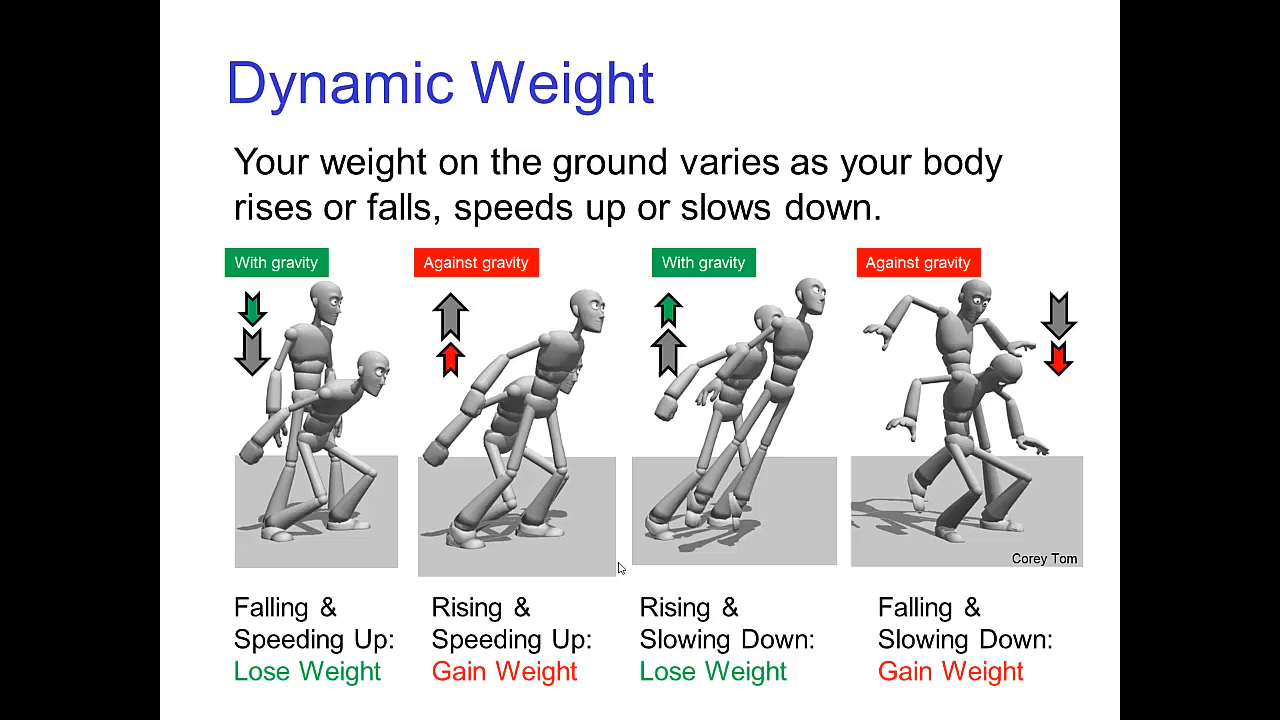 Dynamic Weight
Your weight on the ground varies as your body
rises or falls, speeds up or slows down.
With gravity
Against gravity
With gravity
Against gravity
Corey Tom
Falling &
Speeding Up:
Lose Weight
Rising &
Speeding Up:
Gain Weight
Rising &
Slowing Down:
Lose Weight
Falling &
Slowing Down:
Gain Weight